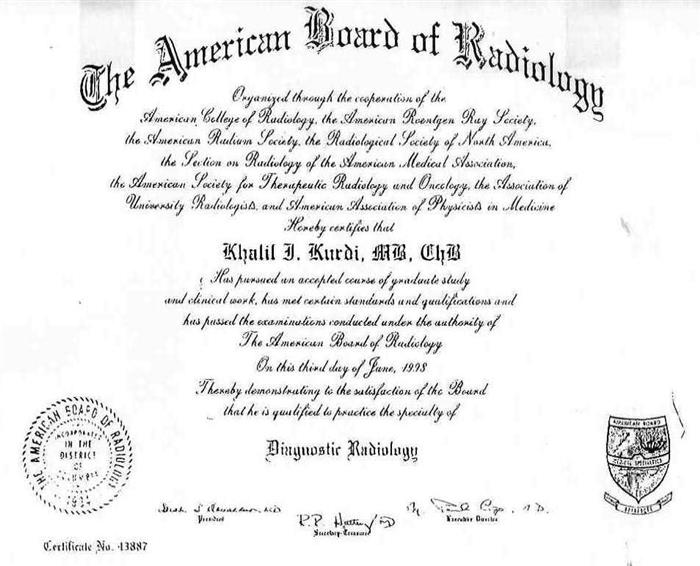 The American Board of Radiology
Organized through the cooperation of the
American College of Radiology, the American Roentgen Ray Society,
the American Radium Society, the Radiological Society of North America,
the Section on Radiology of the American Medical Association,
the American Society for Therapeutic Radiology and Oncology, the Association of
University Radiologists, and American Association of Physicists in Medicine
Hereby certifies that
Khalil I. Kurdi, MB, ChB
Has pursued an accepted course of graduate study
and clinical work, has met certain standards and qualifications and
has passed the examinations conducted under the authority of
The American Board of Radiology
On this third day of June, 1998
Thereby demonstrating to the satisfaction of the Board
that he is qualified to practice the specialty of
Diagnostic Radiology
THE AMERICAN BOARD OF RADIOLOGY
INCORPORATED
IN THE
DISTRICT
OF
1934
AMERICAN BOARD
MEDICAL SPECIALTIES
President
Secretary-Treasurer
Executive Director
Certificate No. 43887